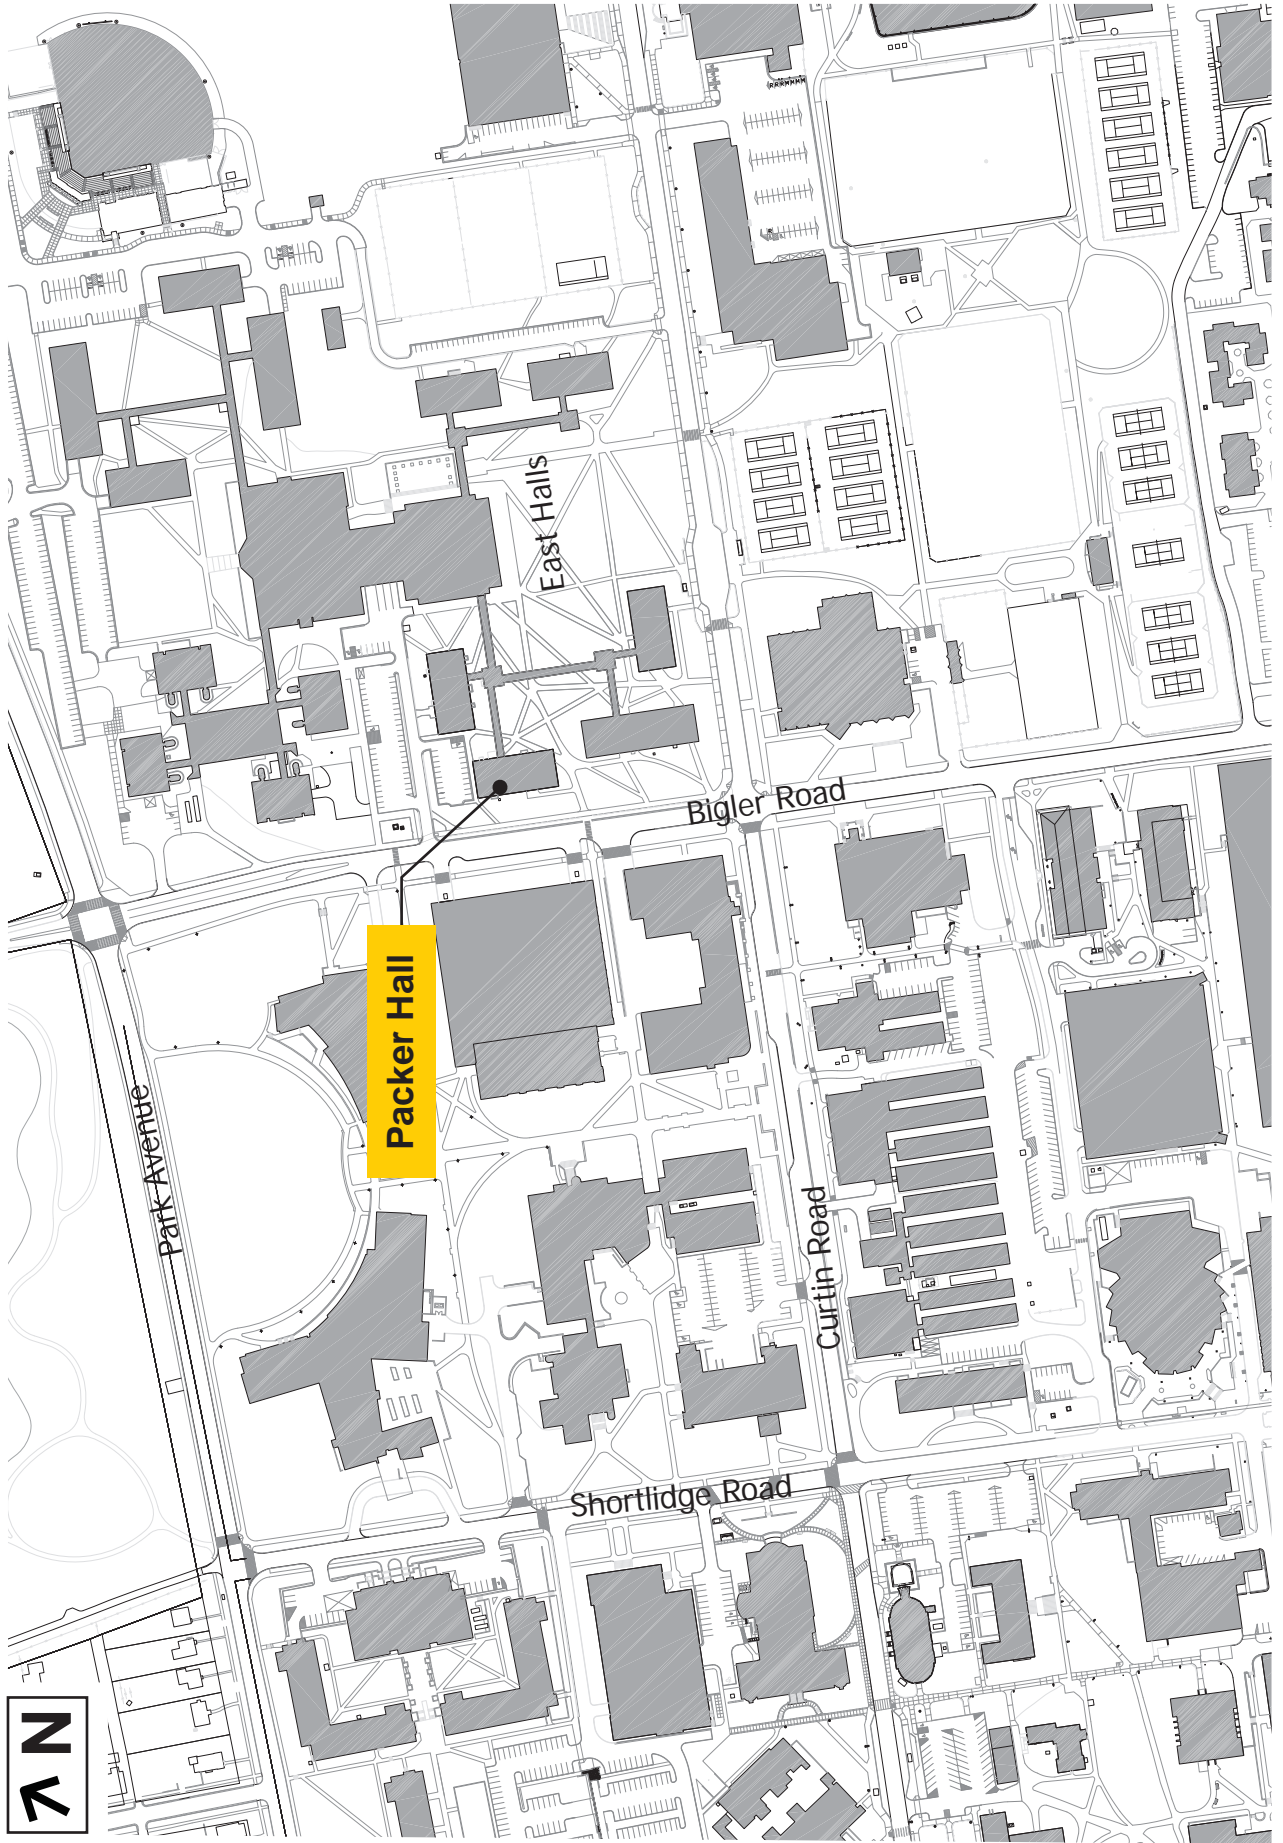 East Halls
Bigler Road
Packer Hall
Park Avenue
Curtin Road
Shortlidge Road
N